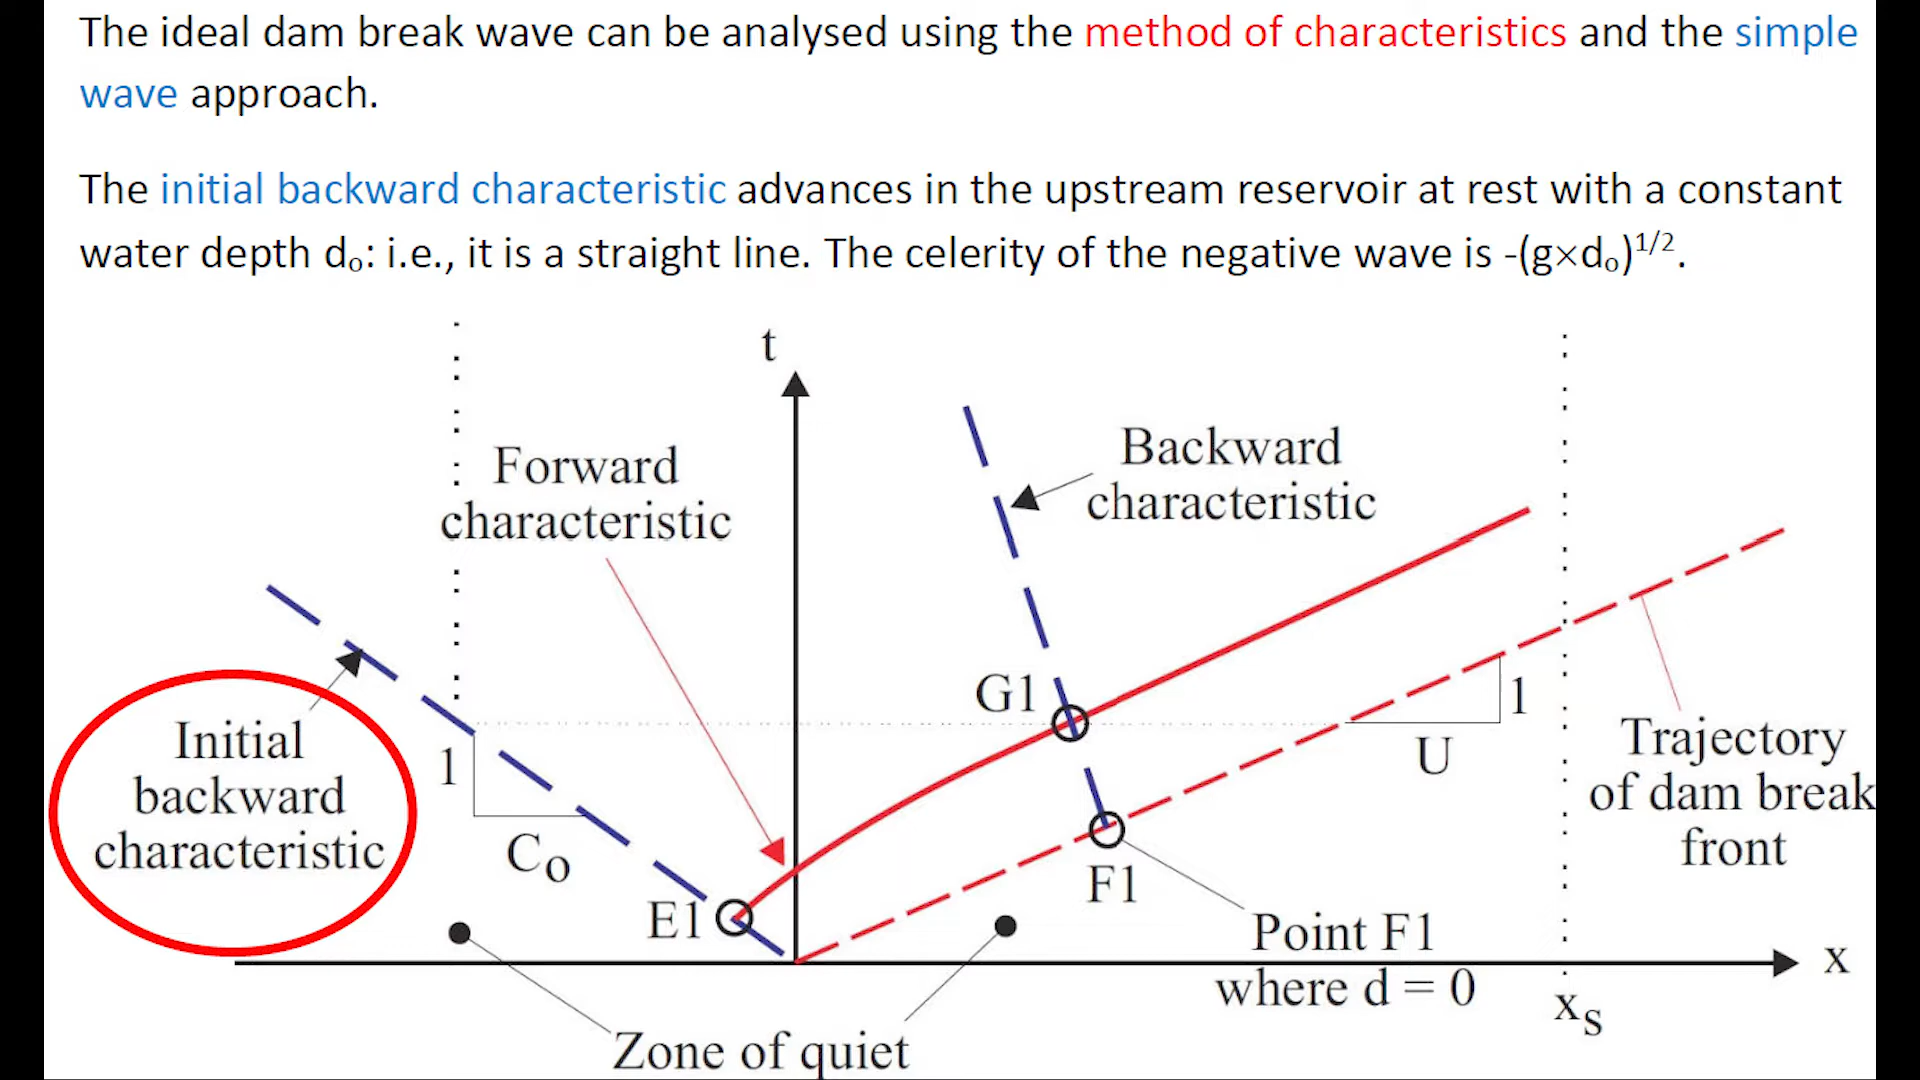 The ideal dam break wave can be analysed using the method of characteristics and the simple
wave approach.
The initial backward characteristic advances in the upstream reservoir at rest with a constant
water depth dₒ: i.e., it is a straight line. The celerity of the negative wave is -(g×dₒ)^1/2.
t
Forward
characteristic
Backward
characteristic
Initial
backward
characteristic
1
Co
G1
1
U
Trajectory
of dam break
front
E1
F1
Point F1
where d = 0
x
xs
Zone of quiet